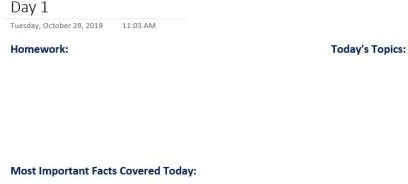 Day 1
Tuesday, October 29, 2019 11:03 AM
Homework: Today's Topics:
Most Important Facts Covered Today: